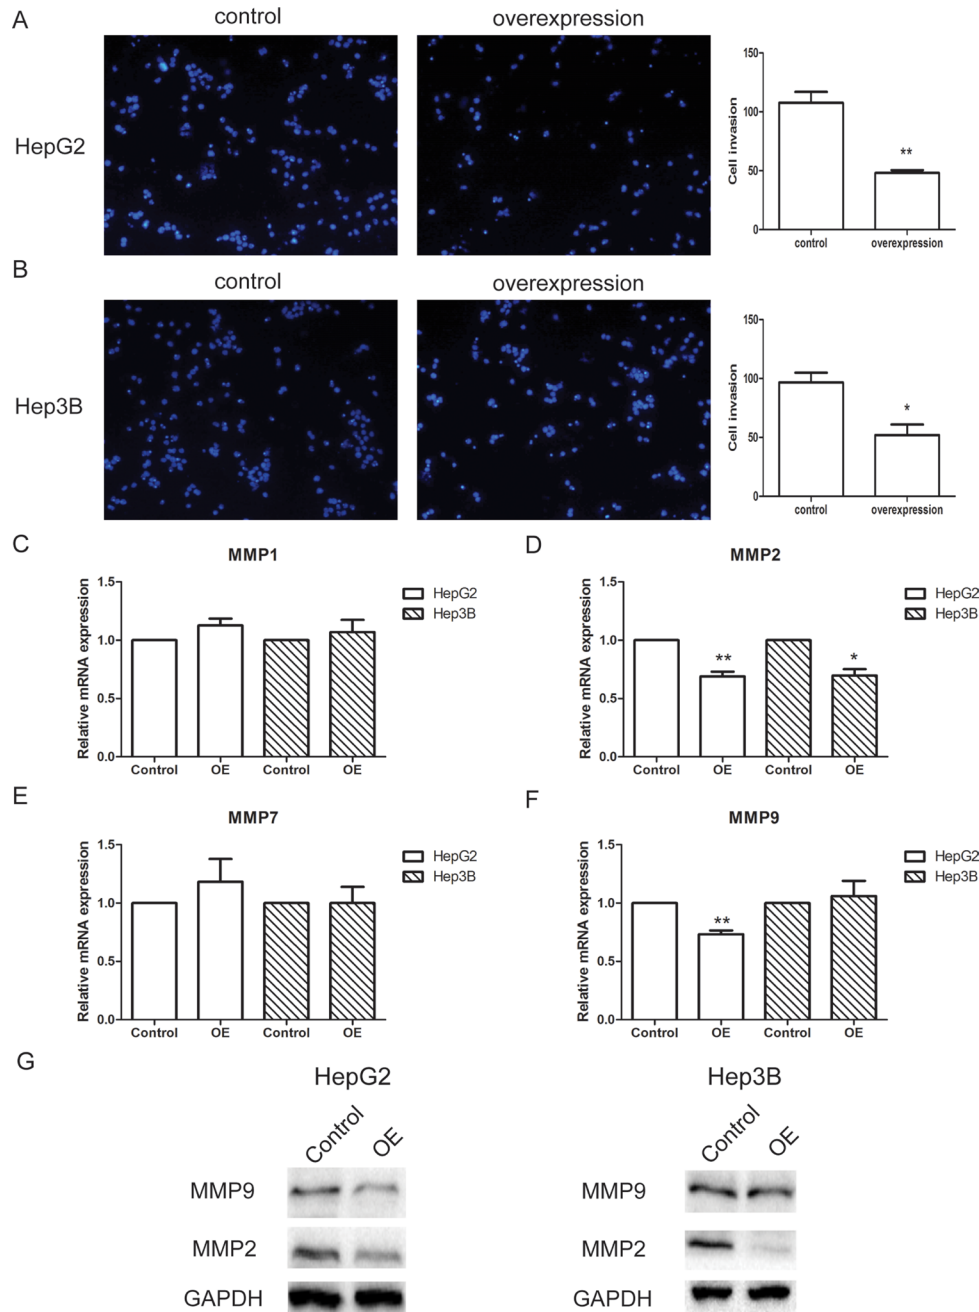 A
control
overexpression
HepG2
Cell invasion
150
100
50
0
**
control
overexpression
B
control
overexpression
Hep3B
Cell invasion
150
100
50
0
*
control
overexpression
C
MMP1
Relative mRNA expression
1.5
1.0
0.5
0.0
Control
OE
Control
OE
HepG2
Hep3B
D
MMP2
Relative mRNA expression
1.5
1.0
0.5
0.0
**
*
Control
OE
Control
OE
HepG2
Hep3B
E
MMP7
Relative mRNA expression
1.5
1.0
0.5
0.0
Control
OE
Control
OE
HepG2
Hep3B
F
MMP9
Relative mRNA expression
1.5
1.0
0.5
0.0
**
Control
OE
Control
OE
HepG2
Hep3B
G
HepG2
Control
OE
MMP9
MMP2
GAPDH
Hep3B
Control
OE
MMP9
MMP2
GAPDH